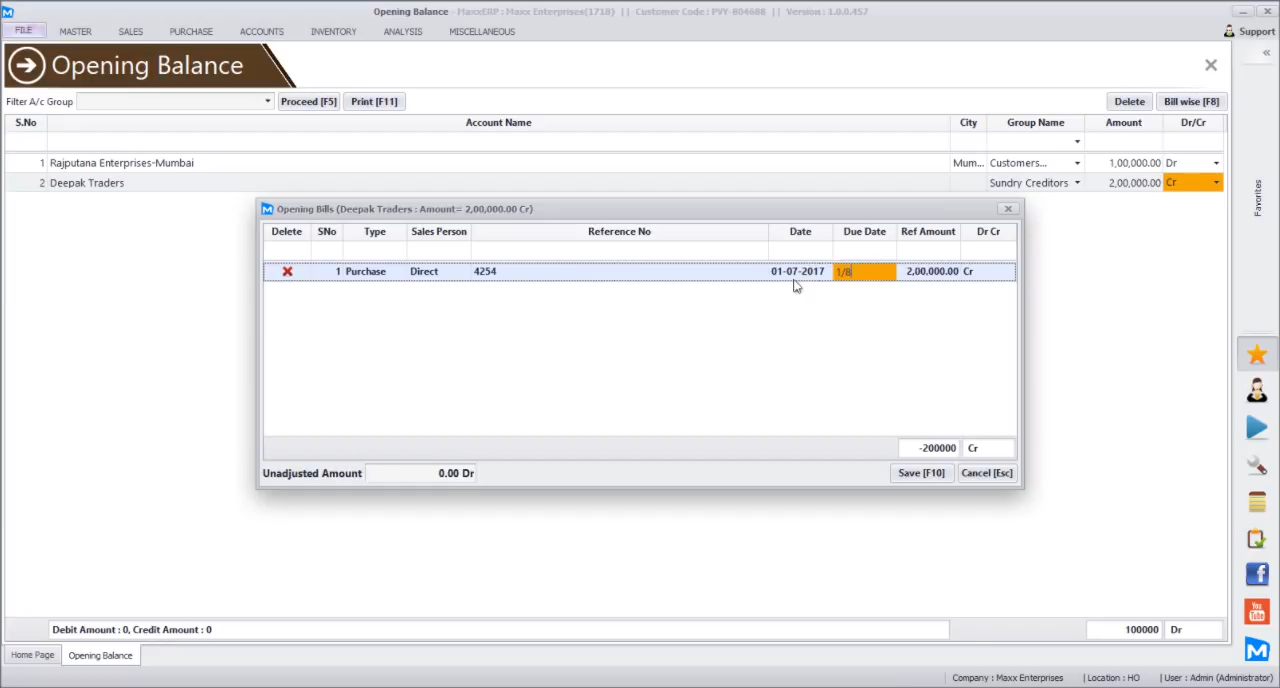 Opening Balance - MaxxERP : Maxx Enterprises(1718) || Customer Code : PVY-804688 || Version : 1.0.0.457
FILE MASTER SALES PURCHASE ACCOUNTS INVENTORY ANALYSIS MISCELLANEOUS Support
Opening Balance
Filter A/c Group Proceed [F5] Print [F11] Delete Bill wise [F8]
S.No Account Name City Group Name Amount Dr/Cr
1 Rajputana Enterprises-Mumbai Mum... Customers... 1,00,000.00 Dr
2 Deepak Traders Sundry Creditors 2,00,000.00 Cr
Favorites
Opening Bills (Deepak Traders : Amount= 2,00,000.00 Cr)
Delete SNo Type Sales Person Reference No Date Due Date Ref Amount Dr Cr
1 Purchase Direct 4254 01-07-2017 1/8 2,00,000.00 Cr
-200000 Cr
Unadjusted Amount 0.00 Dr Save [F10] Cancel [Esc]
You
Tube
Debit Amount : 0, Credit Amount : 0 100000 Dr
Home Page Opening Balance
Company : Maxx Enterprises | Location : HO | User : Admin (Administrator)